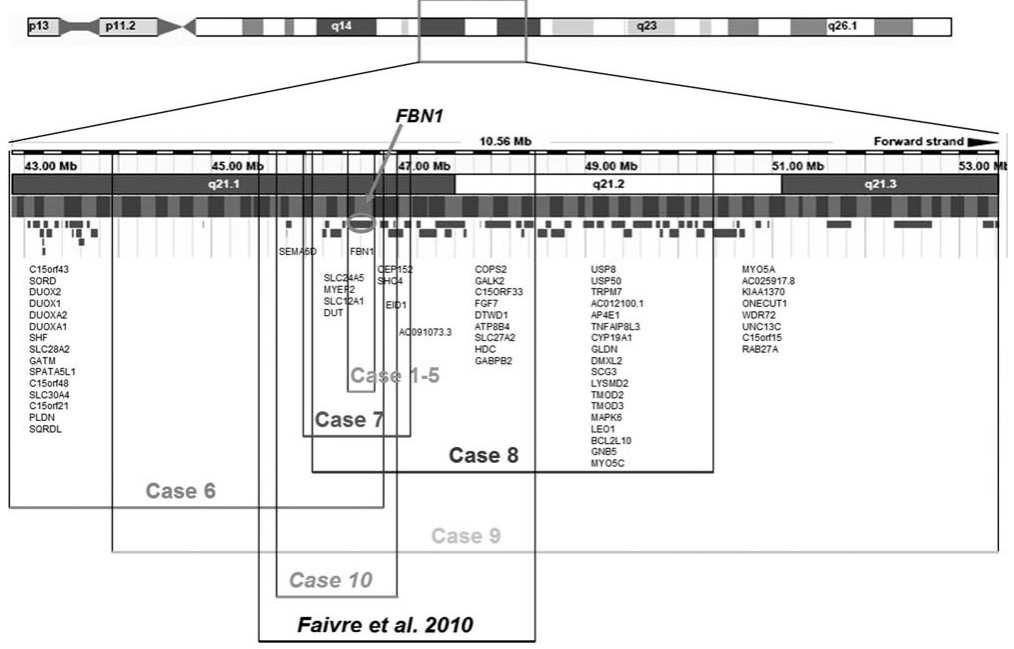 p13 p11.2 q14 q23 q26.1
FBN1
10.56 Mb Forward strand
43.00 Mb 45.00 Mb 47.00 Mb 49.00 Mb 51.00 Mb 53.00 Mb
q21.1 q21.2 q21.3
SEMA6D FBN1
C15orf43
SORD
DUOX2
DUOX1
DUOXA2
DUOXA1
SHF
SLC28A2
GATM
SPATA5L1
C15orf48
SLC30A4
C15orf21
PLDN
SQRDL
SLC24A5
MYEF2
SLC12A1
DUT
CEP152
SHC4
EID1
AC091073.3
COPS2
GALK2
C15ORF33
FGF7
DTWD1
ATP8B4
SLC27A2
HDC
GABPB2
USP8
USP50
TRPM7
AC012100.1
AP4E1
TNFAIP8L3
CYP19A1
GLDN
DMXL2
SCG3
LYSMD2
TMOD2
TMOD3
MAPK6
LEO1
BCL2L10
GNB5
MYO5C
MYO5A
AC025917.8
KIAA1370
ONECUT1
WDR72
UNC13C
C15orf15
RAB27A
Case 1-5
Case 7
Case 8
Case 6
Case 9
Case 10
Faivre et al. 2010